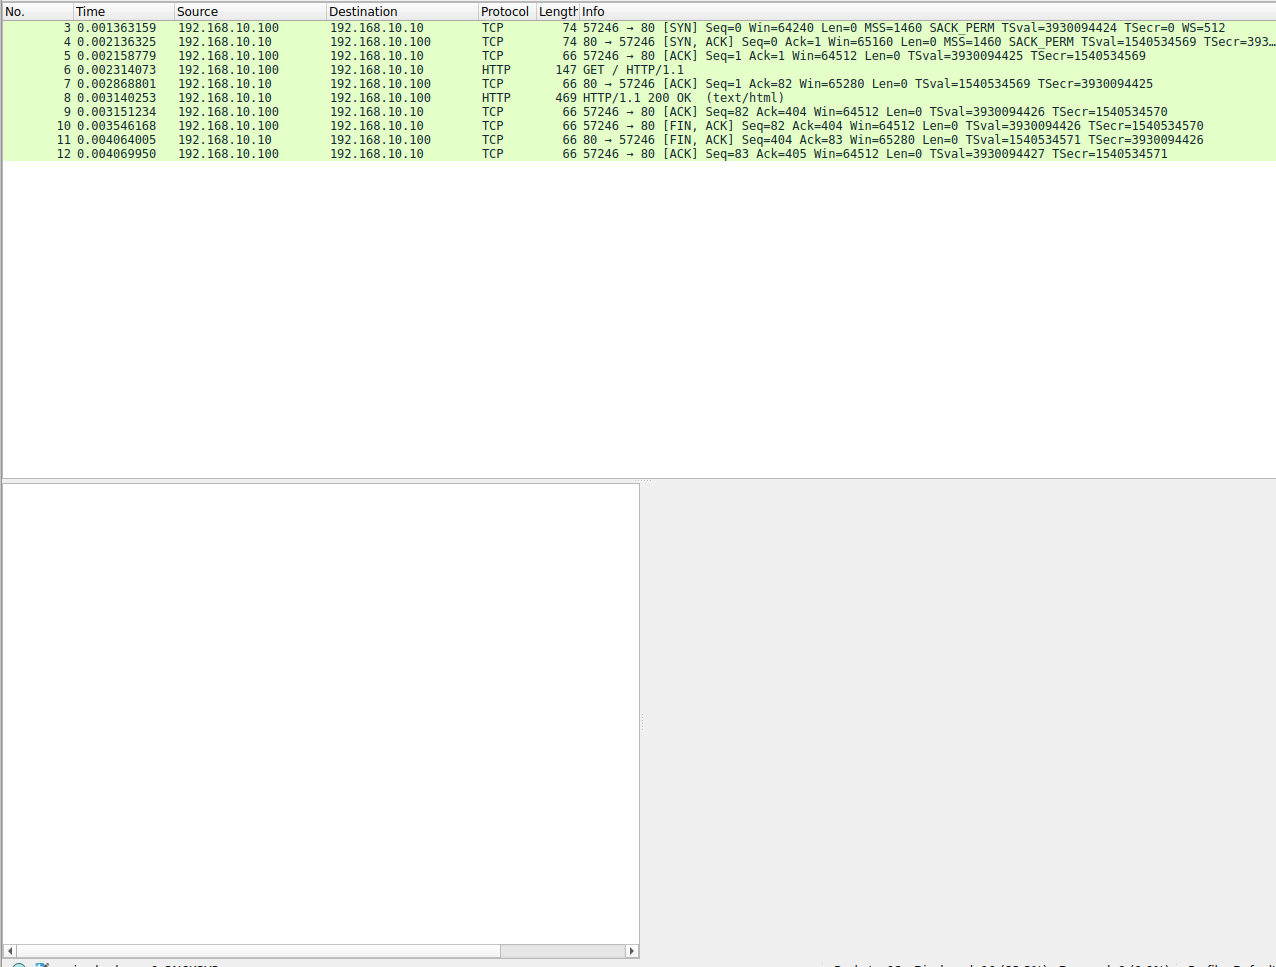 No. Time Source Destination Protocol Length Info
3 0.001363159 192.168.10.100 192.168.10.10 TCP 74 57246 → 80 [SYN] Seq=0 Win=64240 Len=0 MSS=1460 SACK_PERM TSval=3930094424 TSecr=0 WS=512
4 0.002136325 192.168.10.10 192.168.10.100 TCP 74 80 → 57246 [SYN, ACK] Seq=0 Ack=1 Win=65160 Len=0 MSS=1460 SACK_PERM TSval=1540534569 TSecr=393…
5 0.002158779 192.168.10.100 192.168.10.10 TCP 66 57246 → 80 [ACK] Seq=1 Ack=1 Win=64512 Len=0 TSval=3930094425 TSecr=1540534569
6 0.002314073 192.168.10.100 192.168.10.10 HTTP 147 GET / HTTP/1.1
7 0.002868801 192.168.10.10 192.168.10.100 TCP 66 80 → 57246 [ACK] Seq=1 Ack=82 Win=65280 Len=0 TSval=1540534569 TSecr=3930094425
8 0.003140253 192.168.10.10 192.168.10.100 HTTP 469 HTTP/1.1 200 OK (text/html)
9 0.003151234 192.168.10.100 192.168.10.10 TCP 66 57246 → 80 [ACK] Seq=82 Ack=404 Win=64512 Len=0 TSval=3930094426 TSecr=1540534570
10 0.003546168 192.168.10.100 192.168.10.10 TCP 66 57246 → 80 [FIN, ACK] Seq=82 Ack=404 Win=64512 Len=0 TSval=3930094426 TSecr=1540534570
11 0.004064005 192.168.10.10 192.168.10.100 TCP 66 80 → 57246 [FIN, ACK] Seq=404 Ack=83 Win=65280 Len=0 TSval=1540534571 TSecr=3930094426
12 0.004069950 192.168.10.100 192.168.10.10 TCP 66 57246 → 80 [ACK] Seq=83 Ack=405 Win=64512 Len=0 TSval=3930094427 TSecr=1540534571